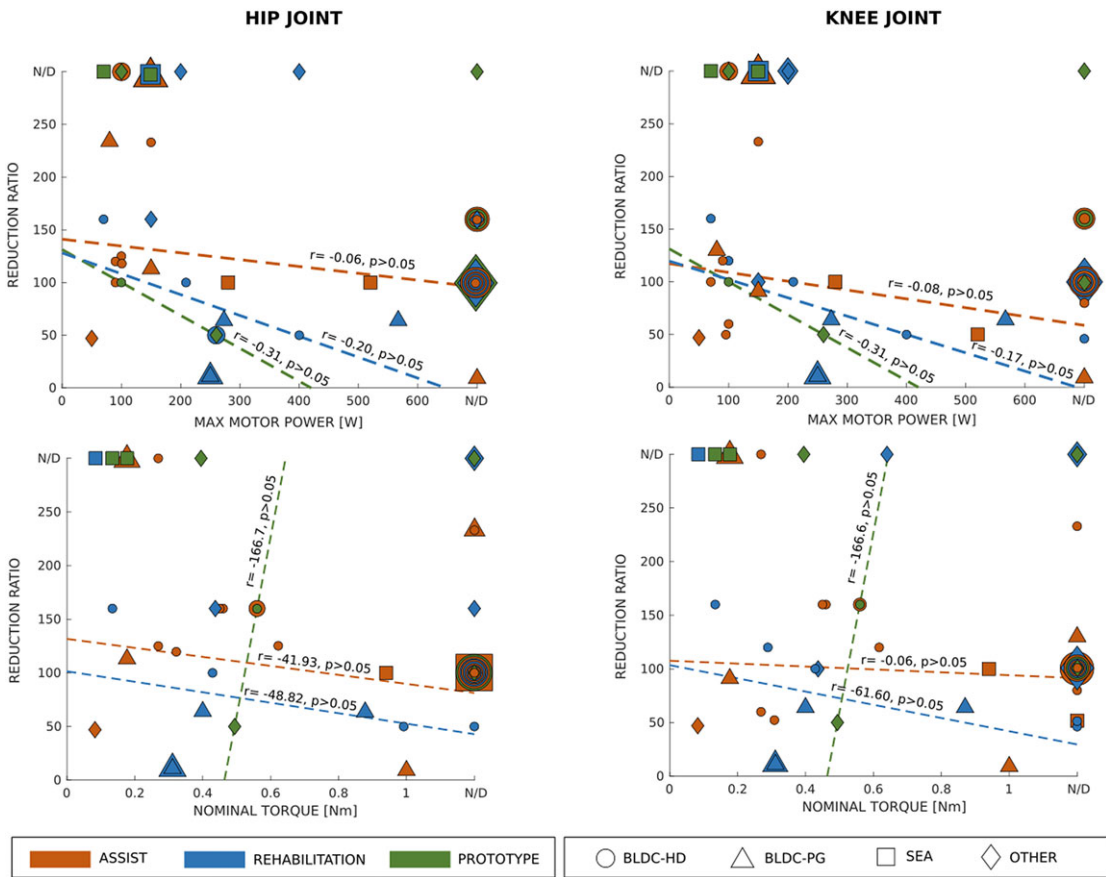 HIP JOINT
KNEE JOINT
N/D
250
200
150
100
50
0
REDUCTION RATIO
r= -0.06, p>0.05
r= -0.20, p>0.05
r= -0.31, p>0.05
0 100 200 300 400 500 600 N/D
MAX MOTOR POWER [W]
N/D
250
200
150
100
50
0
REDUCTION RATIO
r= -0.08, p>0.05
r= -0.17, p>0.05
r= -0.31, p>0.05
0 100 200 300 400 500 600 N/D
MAX MOTOR POWER [W]
N/D
250
200
150
100
50
0
REDUCTION RATIO
r= -166.7, p>0.05
r= -41.93, p>0.05
r= -48.82, p>0.05
0 0.2 0.4 0.6 0.8 1 N/D
NOMINAL TORQUE [Nm]
N/D
250
200
150
100
50
0
REDUCTION RATIO
r= -166.6, p>0.05
r= -0.06, p>0.05
r= -61.60, p>0.05
0 0.2 0.4 0.6 0.8 1 N/D
NOMINAL TORQUE [Nm]
ASSIST REHABILITATION PROTOTYPE
BLDC-HD BLDC-PG SEA OTHER